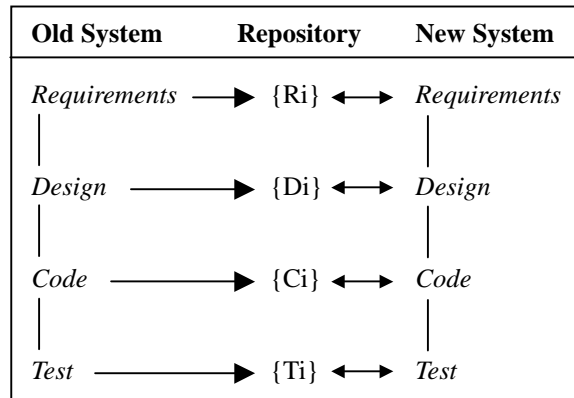 Old System Repository New System
Requirements {Ri} Requirements
Design {Di} Design
Code {Ci} Code
Test {Ti} Test